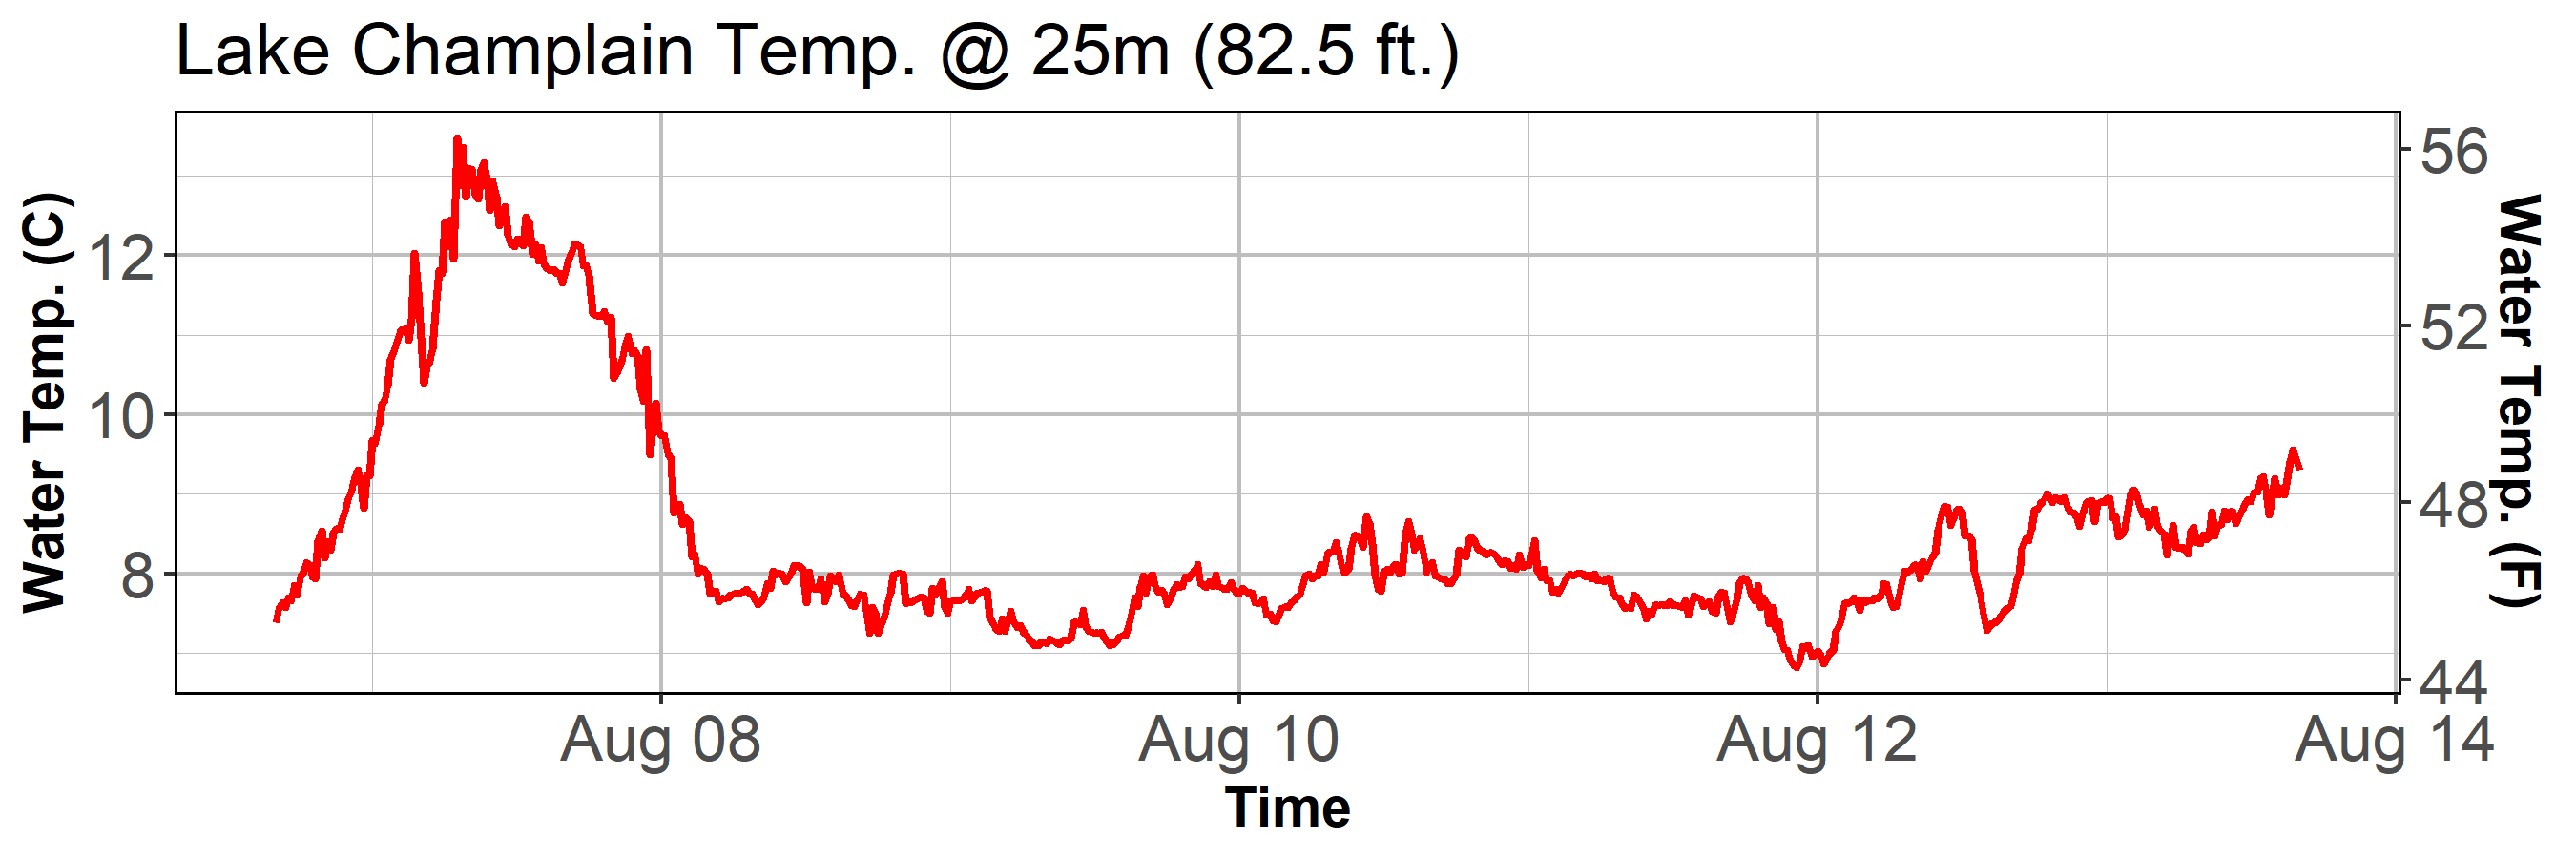 Lake Champlain Temp. @ 25m (82.5 ft.)
Water Temp. (C)
12
10
8
56
52
48
44
Water Temp. (F)
Aug 08
Aug 10
Aug 12
Aug 14
Time